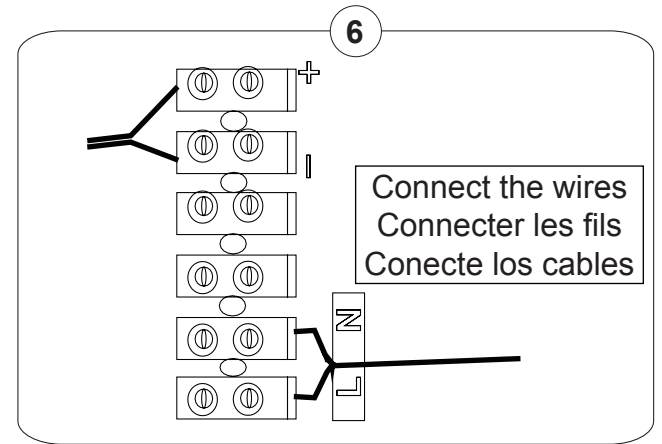 6
+
–
Connect the wires
Connecter les fils
Conecte los cables
N
L